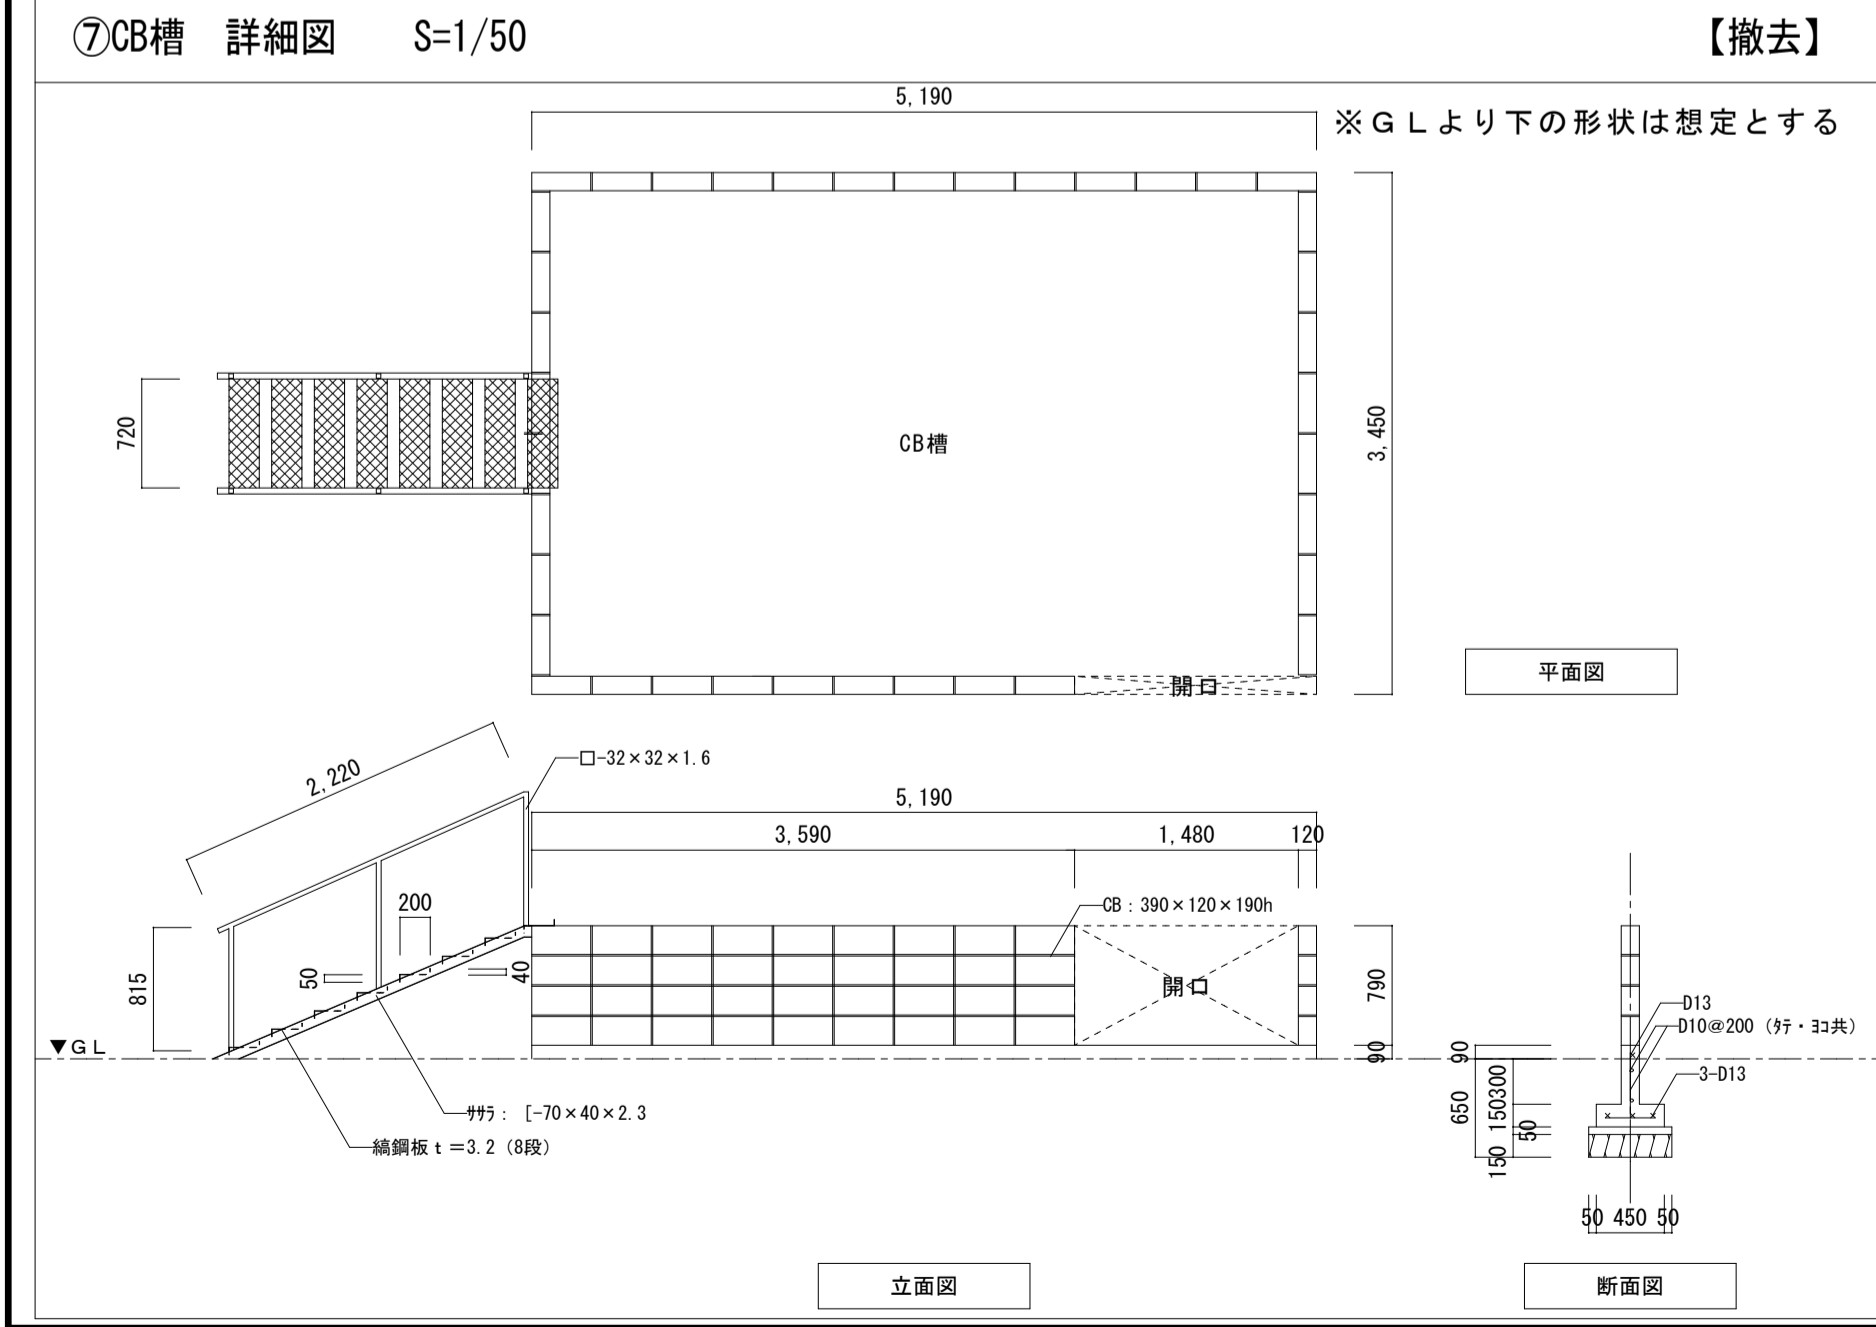 ⑦CB槽 詳細図 S=1/50
【撤去】
5,190
※GLより下の形状は想定とする
720
CB槽
3,450
開口
平面図
2,220
□-32×32×1.6
5,190
3,590
1,480
120
200
CB：390×120×190h
815
50
40
開口
790
90
▼GL
ササラ： [-70×40×2.3
縞鋼板ｔ＝3.2（8段）
D13
D10@200（タテ・ヨコ共）
3-D13
90
650
300
150
50
150
50 450 50
立面図
断面図